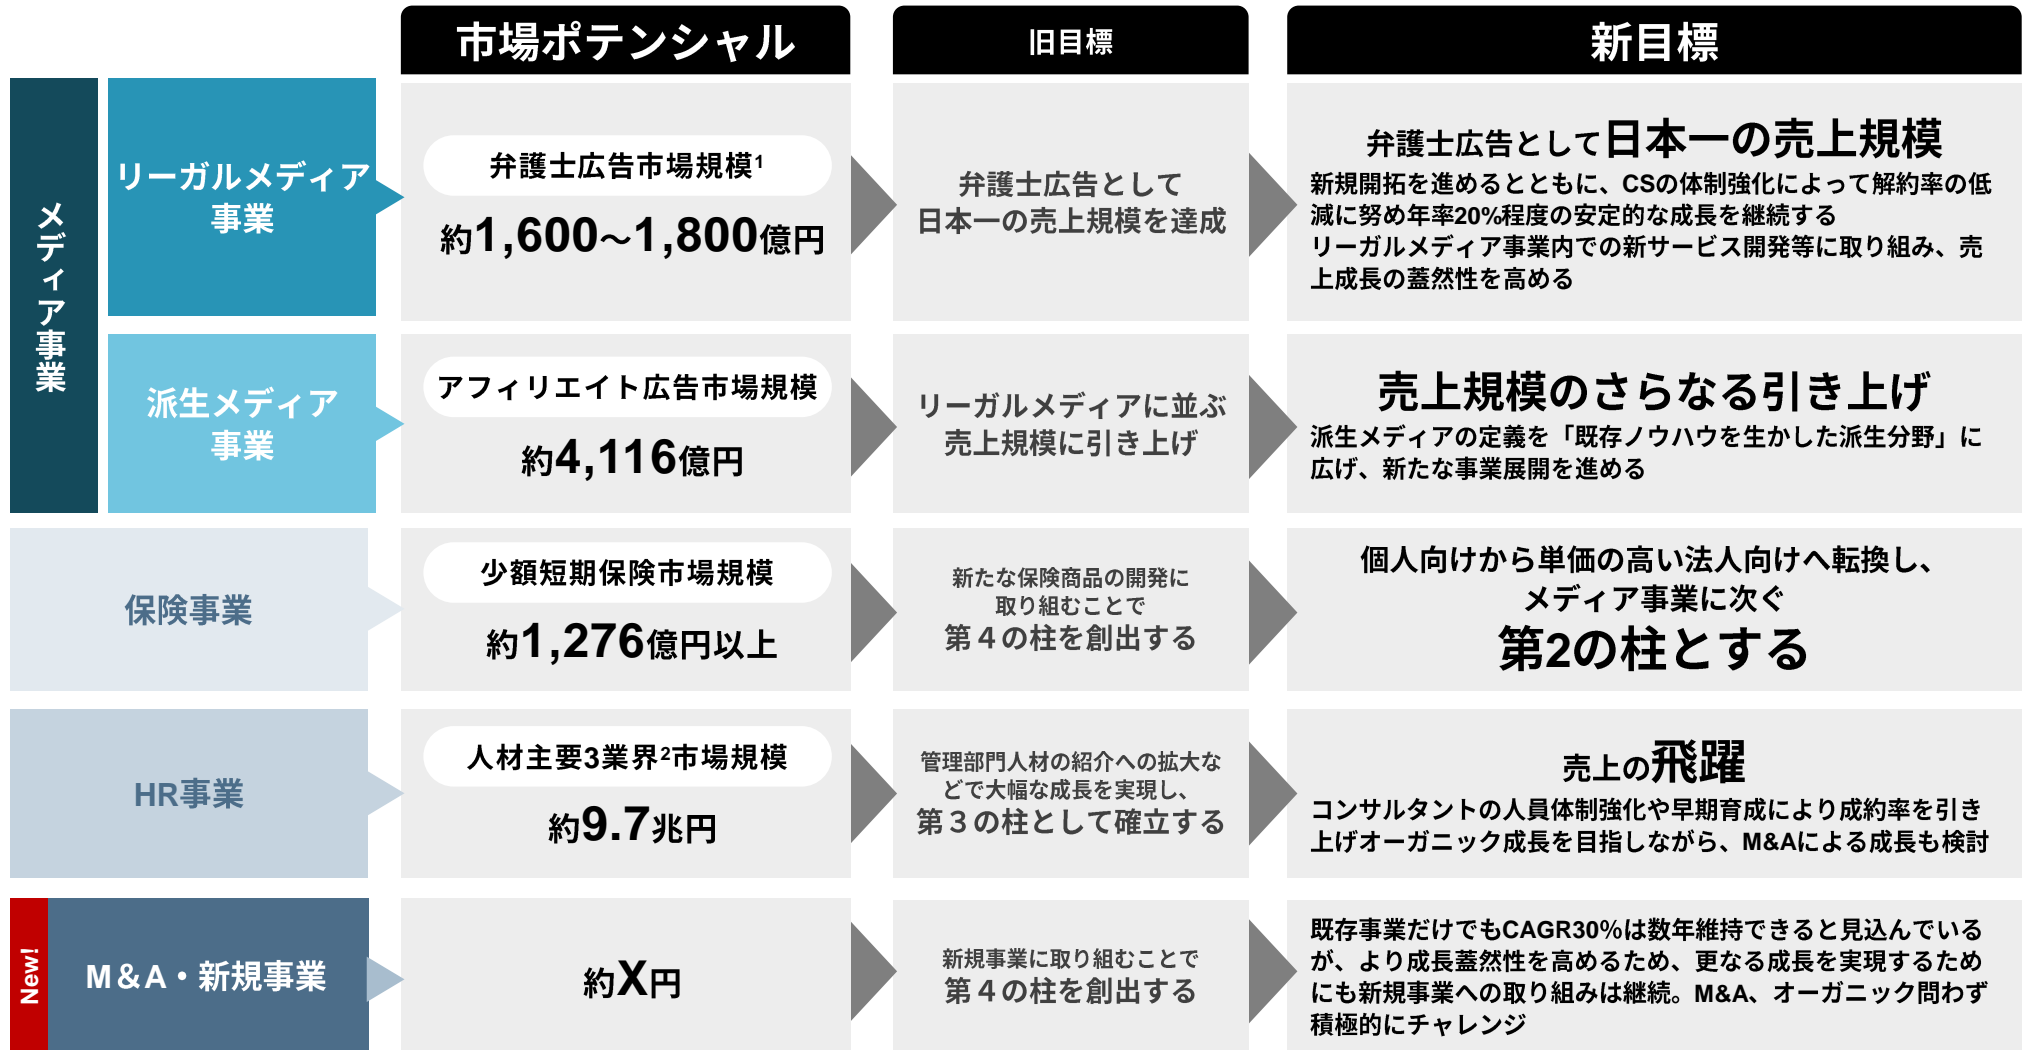 市場ポテンシャル
旧目標
新目標
メディア事業
リーガルメディア
事業
弁護士広告市場規模1
約1,600～1,800億円
弁護士広告として
日本一の売上規模を達成
弁護士広告として日本一の売上規模
新規開拓を進めるとともに、CSの体制強化によって解約率の低
減に努め年率20%程度の安定的な成長を継続する
リーガルメディア事業内での新サービス開発等に取り組み、売
上成長の蓋然性を高める
派生メディア
事業
アフィリエイト広告市場規模
約4,116億円
リーガルメディアに並ぶ
売上規模に引き上げ
売上規模のさらなる引き上げ
派生メディアの定義を「既存ノウハウを生かした派生分野」に
広げ、新たな事業展開を進める
保険事業
少額短期保険市場規模
約1,276億円以上
新たな保険商品の開発に
取り組むことで
第４の柱を創出する
個人向けから単価の高い法人向けへ転換し、
メディア事業に次ぐ
第2の柱とする
HR事業
人材主要3業界2市場規模
約9.7兆円
管理部門人材の紹介への拡大な
どで大幅な成長を実現し、
第３の柱として確立する
売上の飛躍
コンサルタントの人員体制強化や早期育成により成約率を引き
上げオーガニック成長を目指しながら、M&Aによる成長も検討
New!
M＆A・新規事業
約X円
新規事業に取り組むことで
第４の柱を創出する
既存事業だけでもCAGR30％は数年維持できると見込んでいる
が、より成長蓋然性を高めるため、更なる成長を実現するため
にも新規事業への取り組みは継続。M&A、オーガニック問わず
積極的にチャレンジ